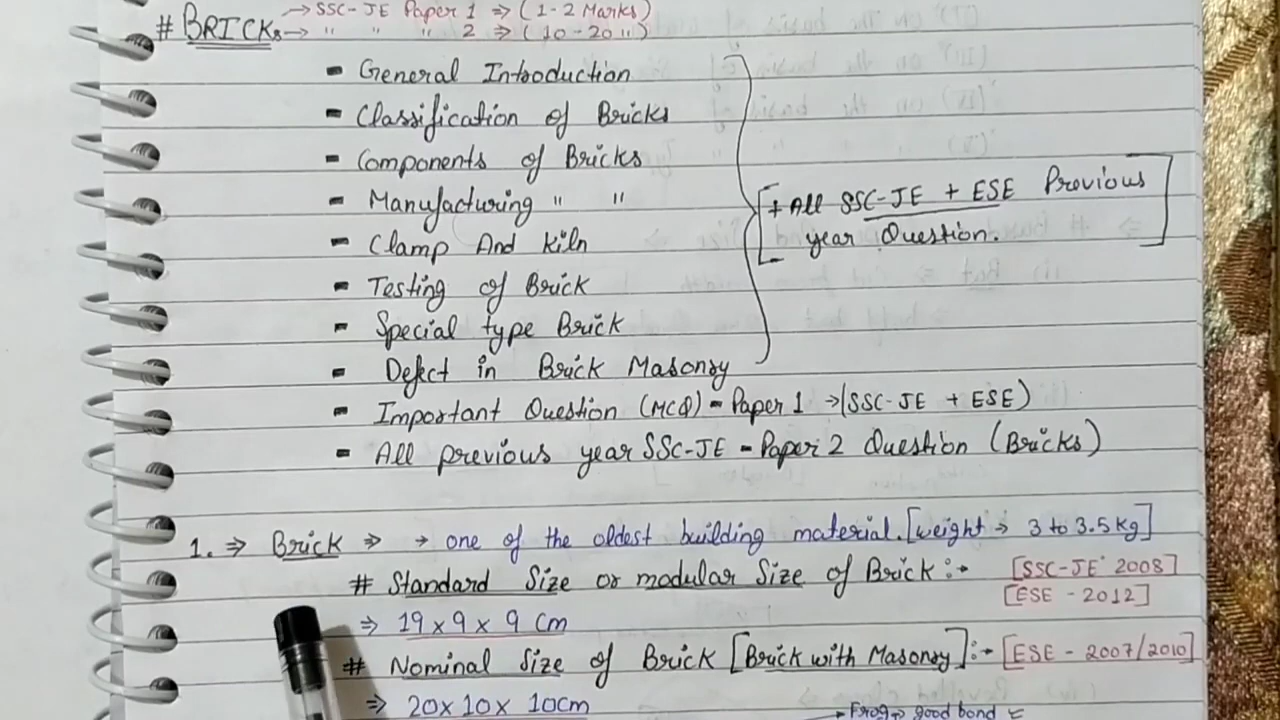 # BRICKs → SSC-JE Paper 1 ⇒ (1-2 Marks)
→ " " " 2 ⇒ (10-20 ")
- General Introduction
- Classification of Bricks
- Components of Bricks
- Manufacturing " "
- Clamp And Kiln
- Testing of Brick
- Special type Brick
- Defect in Brick Masonry
[+ All SSC-JE + ESE Previous
year Question.]
- Important Question (MCQ) - Paper 1 → (SSC-JE + ESE)
- All previous year SSC-JE - Paper 2 Question (Bricks)
1. ⇒ Brick ⇒ → one of the oldest building material. [weight → 3 to 3.5 kg]
# Standard Size or modular Size of Brick :- [SSC-JE 2008]
[ESE - 2012]
⇒ 19 x 9 x 9 cm
# Nominal Size of Brick [Brick with Masonry] :- [ESE - 2007/2010]
⇒ 20 x 10 x 10cm
→ Frog → good bond